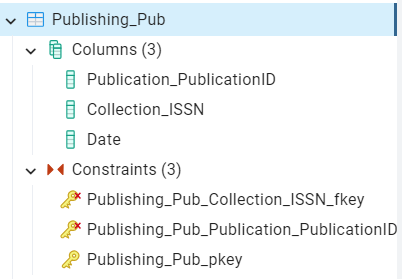 Publishing_Pub
Columns (3)
Publication_PublicationID
Collection_ISSN
Date
Constraints (3)
Publishing_Pub_Collection_ISSN_fkey
Publishing_Pub_Publication_PublicationID
Publishing_Pub_pkey